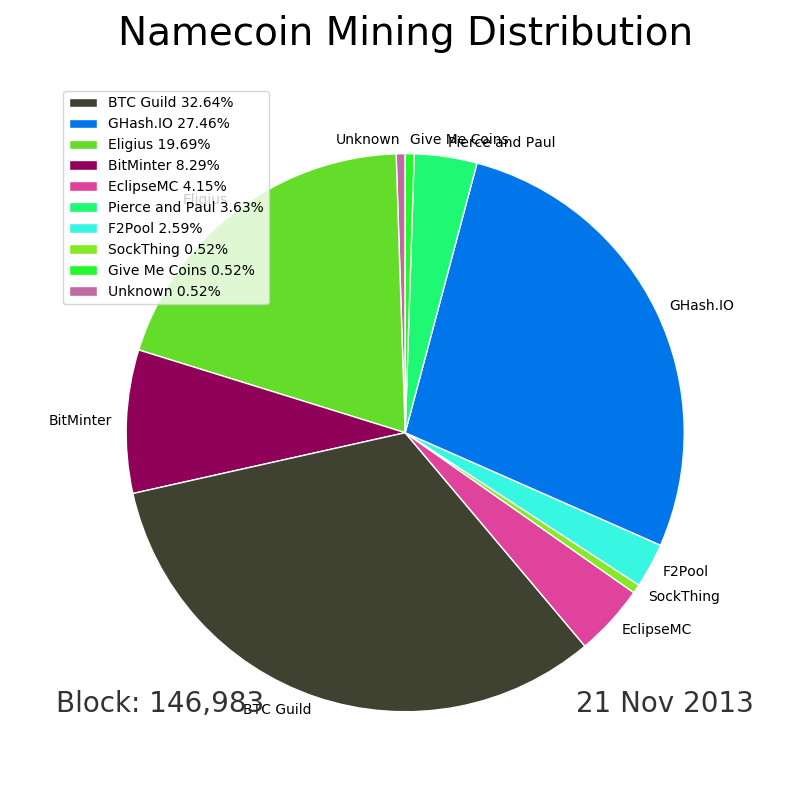 Namecoin Mining Distribution
BTC Guild 32.64%
GHash.IO 27.46%
Eligius 19.69%
BitMinter 8.29%
EclipseMC 4.15%
Pierce and Paul 3.63%
F2Pool 2.59%
SockThing 0.52%
Give Me Coins 0.52%
Unknown 0.52%
Unknown
Give Me Coins
Pierce and Paul
Eligius
GHash.IO
BitMinter
F2Pool
SockThing
EclipseMC
BTC Guild
Block: 146,983
21 Nov 2013